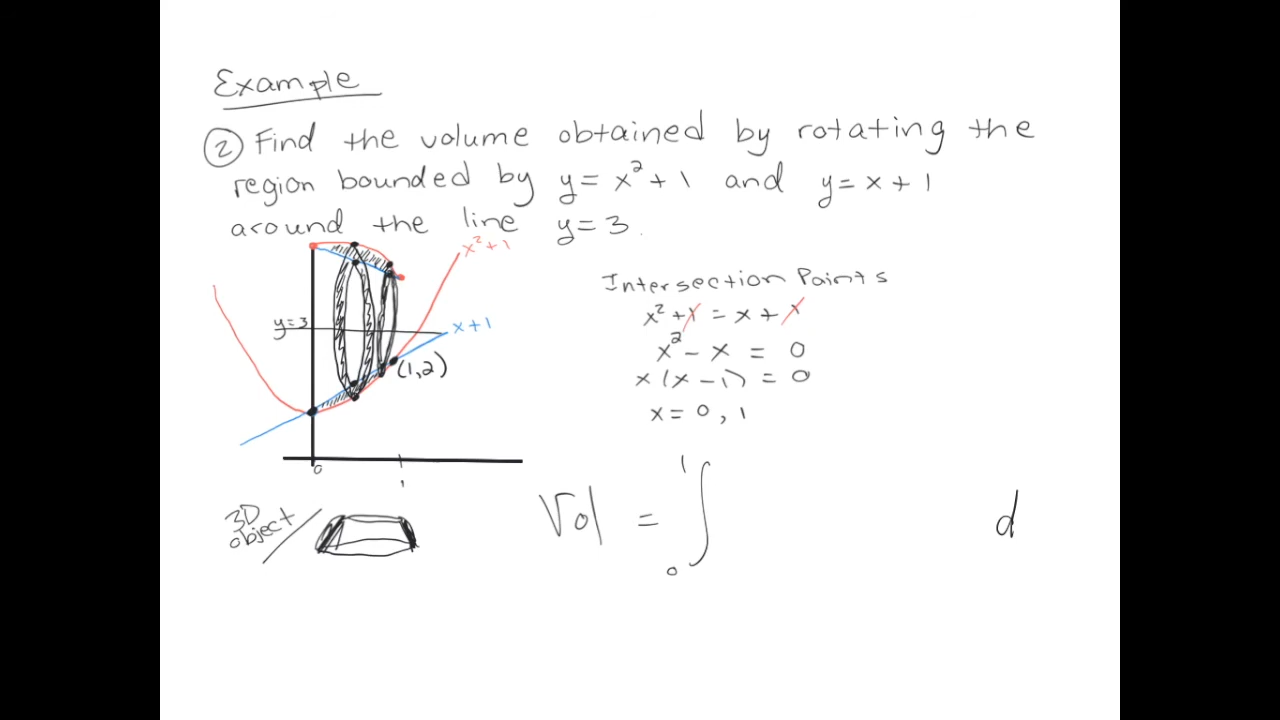 Example
② Find the volume obtained by rotating the
region bounded by y = x² + 1 and y = x + 1
around the line y = 3.
x² + 1
y = 3
x + 1
(1,2)
0
1
Intersection Points
x² + 1 = x + 1
x² - x = 0
x(x - 1) = 0
x = 0, 1
3D
object
Vol = ∫₀¹ d